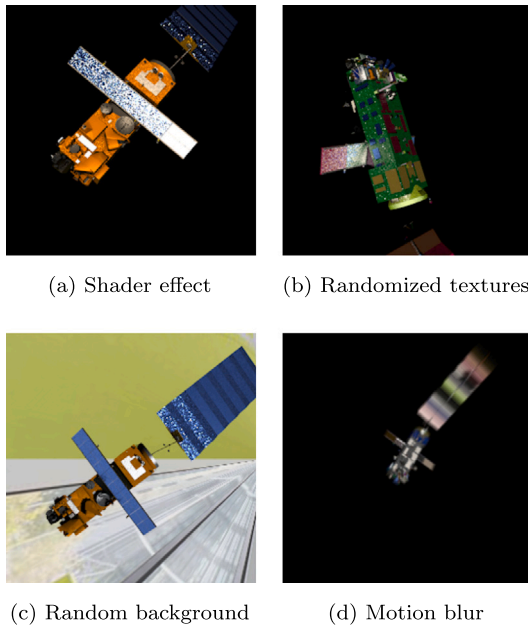 (a) Shader effect
(b) Randomized textures
(c) Random background
(d) Motion blur